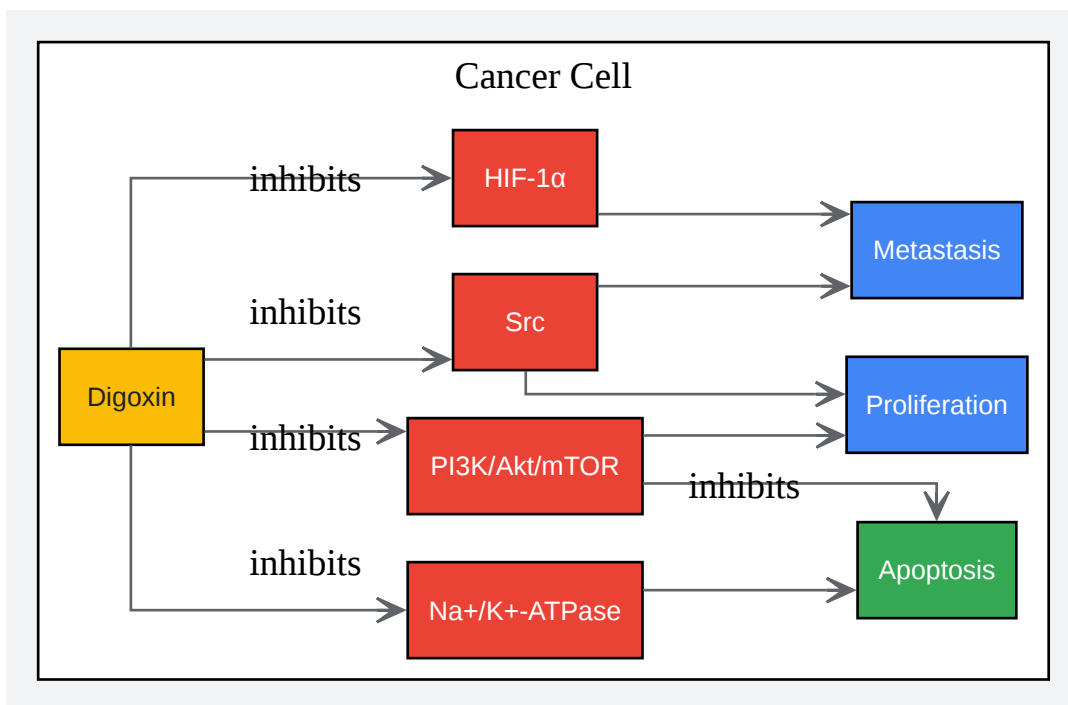 Cancer Cell
inhibits
HIF-1α
Metastasis
inhibits
Src
Digoxin
Proliferation
inhibits
PI3K/Akt/mTOR
inhibits
Apoptosis
inhibits
Na+/K+-ATPase